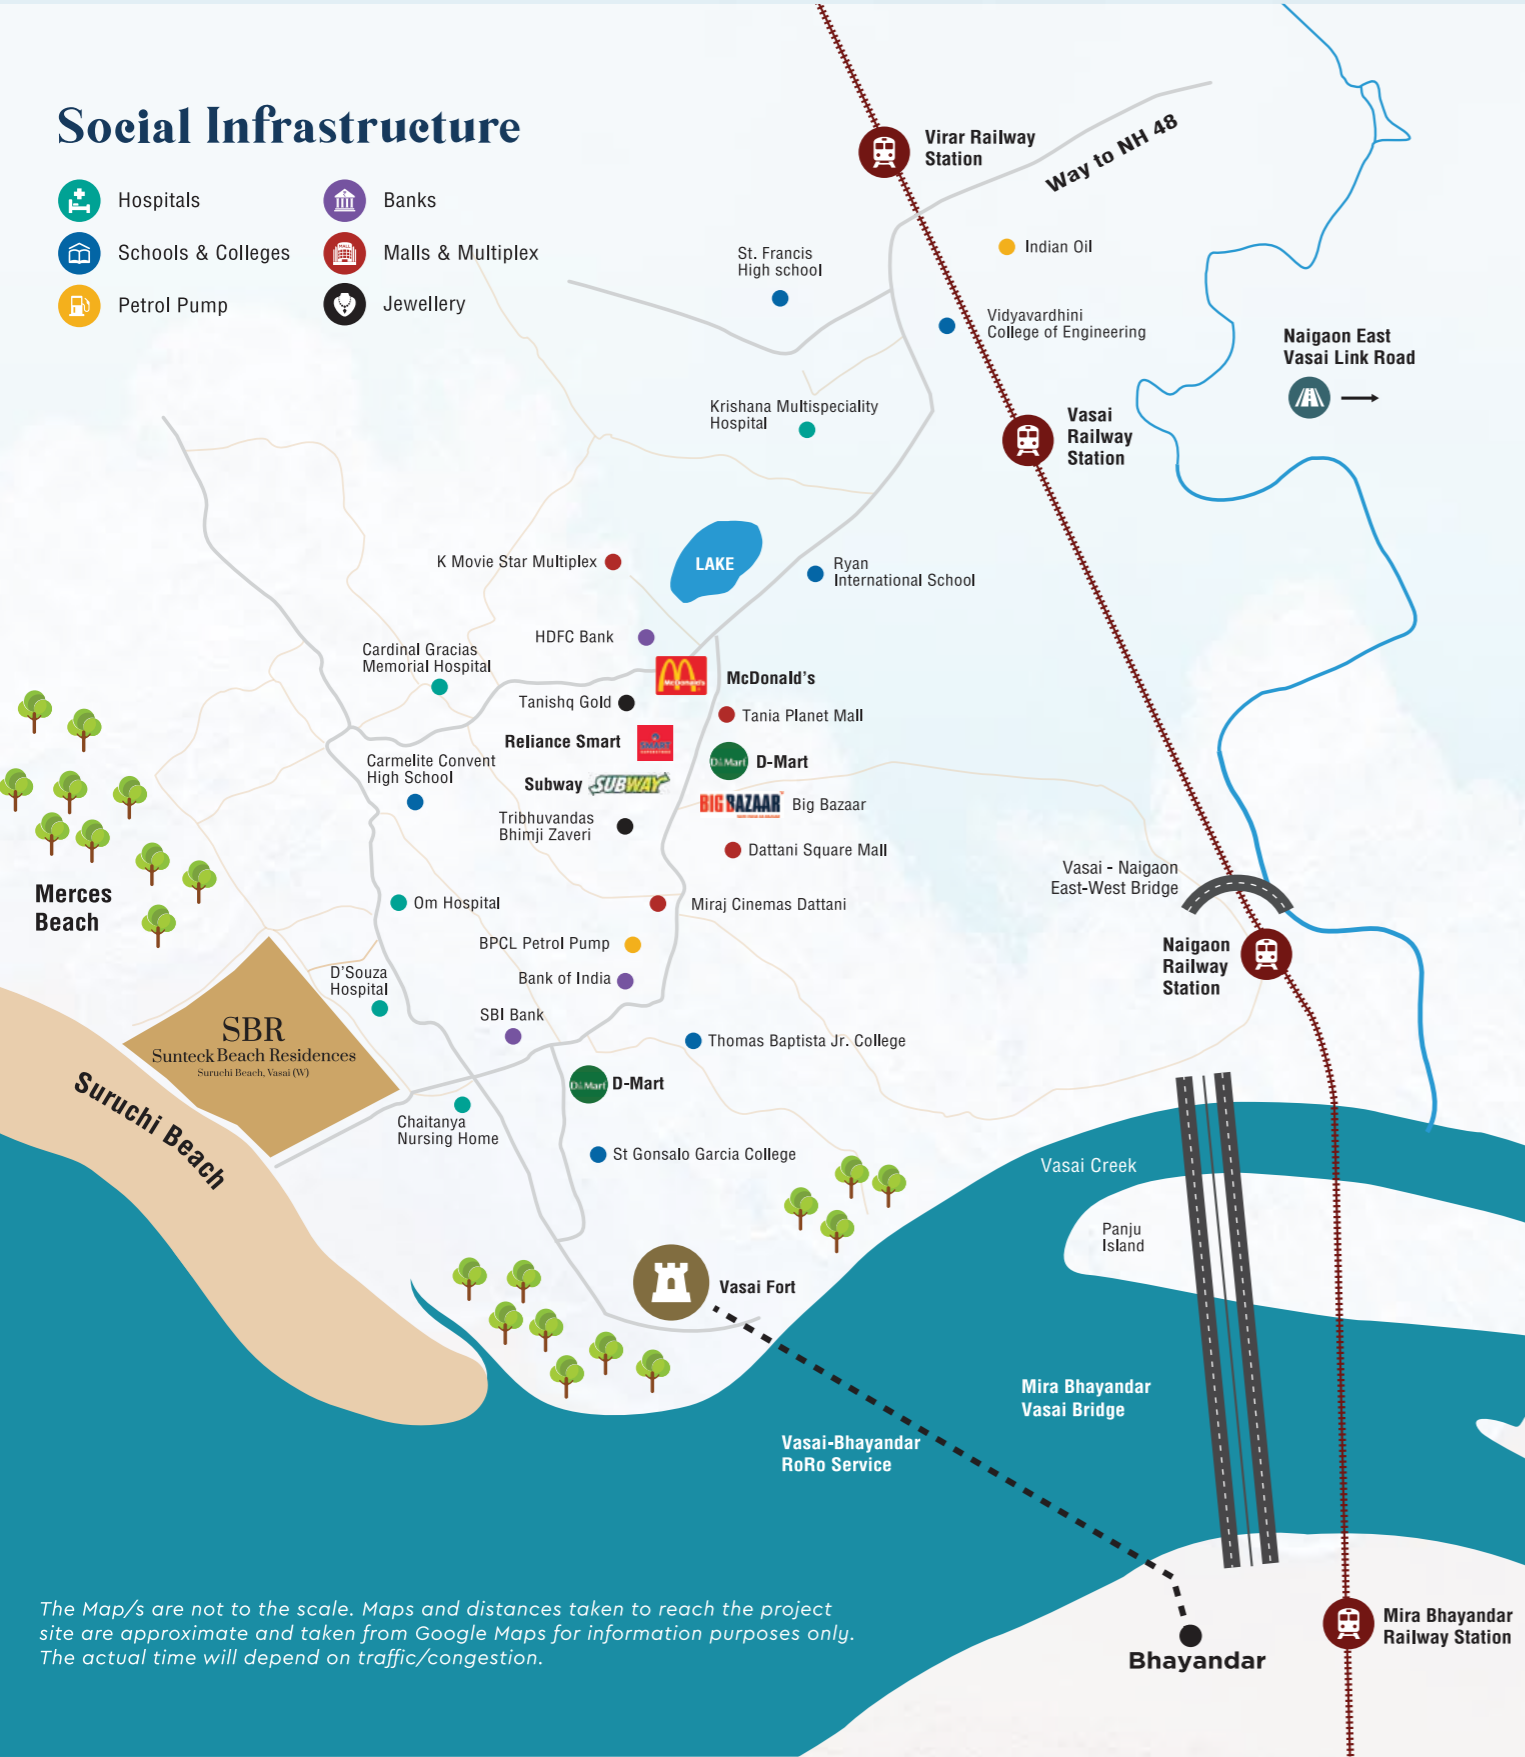 Social Infrastructure
Hospitals
Banks
Schools & Colleges
Malls & Multiplex
Petrol Pump
Jewellery
Virar Railway
Station
Way to NH 48
Indian Oil
St. Francis
High school
Vidyavardhini
College of Engineering
Naigaon East
Vasai Link Road
Krishana Multispeciality
Hospital
Vasai
Railway
Station
K Movie Star Multiplex
LAKE
Ryan
International School
HDFC Bank
Cardinal Gracias
Memorial Hospital
McDonald's
McDonald's
Tanishq Gold
Tania Planet Mall
Reliance Smart
SMART
D-Mart
D-Mart
Carmelite Convent
High School
Subway
SUBWAY
BIG BAZAAR
Big Bazaar
Tribhuvandas
Bhimji Zaveri
Dattani Square Mall
Vasai - Naigaon
East-West Bridge
Merces
Beach
Om Hospital
Miraj Cinemas Dattani
BPCL Petrol Pump
Naigaon
Railway
Station
D'Souza
Hospital
Bank of India
SBI Bank
SBR
Sunteck Beach Residences
Suruchi Beach, Vasai (W)
Thomas Baptista Jr. College
D-Mart
D-Mart
Suruchi Beach
Chaitanya
Nursing Home
St Gonsalo Garcia College
Vasai Creek
Panju
Island
Vasai Fort
Mira Bhayandar
Vasai Bridge
Vasai-Bhayandar
RoRo Service
Mira Bhayandar
Railway Station
Bhayandar
The Map/s are not to the scale. Maps and distances taken to reach the project
site are approximate and taken from Google Maps for information purposes only.
The actual time will depend on traffic/congestion.